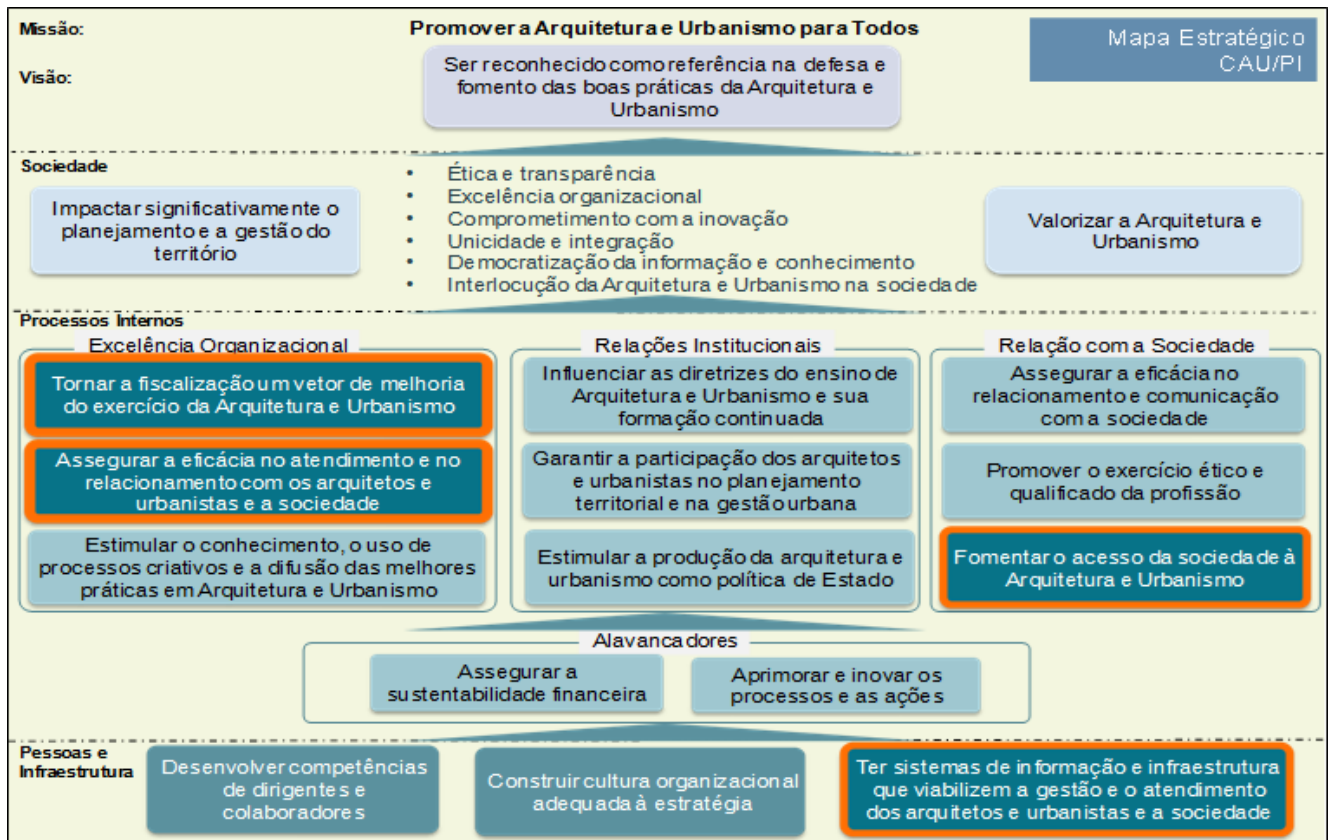 Missão:
Promover a Arquitetura e Urbanismo para Todos
Mapa Estratégico
CAU/PI
Visão:
Ser reconhecido como referência na defesa e
fomento das boas práticas da Arquitetura e
Urbanismo
Sociedade
Impactar significativamente o
planejamento e a gestão do
território
• Ética e transparência
• Excelência organizacional
• Comprometimento com a inovação
• Unicidade e integração
• Democratização da informação e conhecimento
• Interlocução da Arquitetura e Urbanismo na sociedade
Valorizar a Arquitetura e
Urbanismo
Processos Internos
Excelência Organizacional
Tornar a fiscalização um vetor de melhoria
do exercício da Arquitetura e Urbanismo
Assegurar a eficácia no atendimento e no
relacionamento com os arquitetos e
urbanistas e a sociedade
Estimular o conhecimento, o uso de
processos criativos e a difusão das melhores
práticas em Arquitetura e Urbanismo
Relações Institucionais
Influenciar as diretrizes do ensino de
Arquitetura e Urbanismo e sua
formação continuada
Garantir a participação dos arquitetos
e urbanistas no planejamento
territorial e na gestão urbana
Estimular a produção da arquitetura e
urbanismo como política de Estado
Relação com a Sociedade
Assegurar a eficácia no
relacionamento e comunicação
com a sociedade
Promover o exercício ético e
qualificado da profissão
Fomentar o acesso da sociedade à
Arquitetura e Urbanismo
Alavancadores
Assegurar a
sustentabilidade financeira
Aprimorar e inovar os
processos e as ações
Pessoas e
Infraestrutura
Desenvolver competências
de dirigentes e
colaboradores
Construir cultura organizacional
adequada à estratégia
Ter sistemas de informação e infraestrutura
que viabilizem a gestão e o atendimento
dos arquitetos e urbanistas e a sociedade